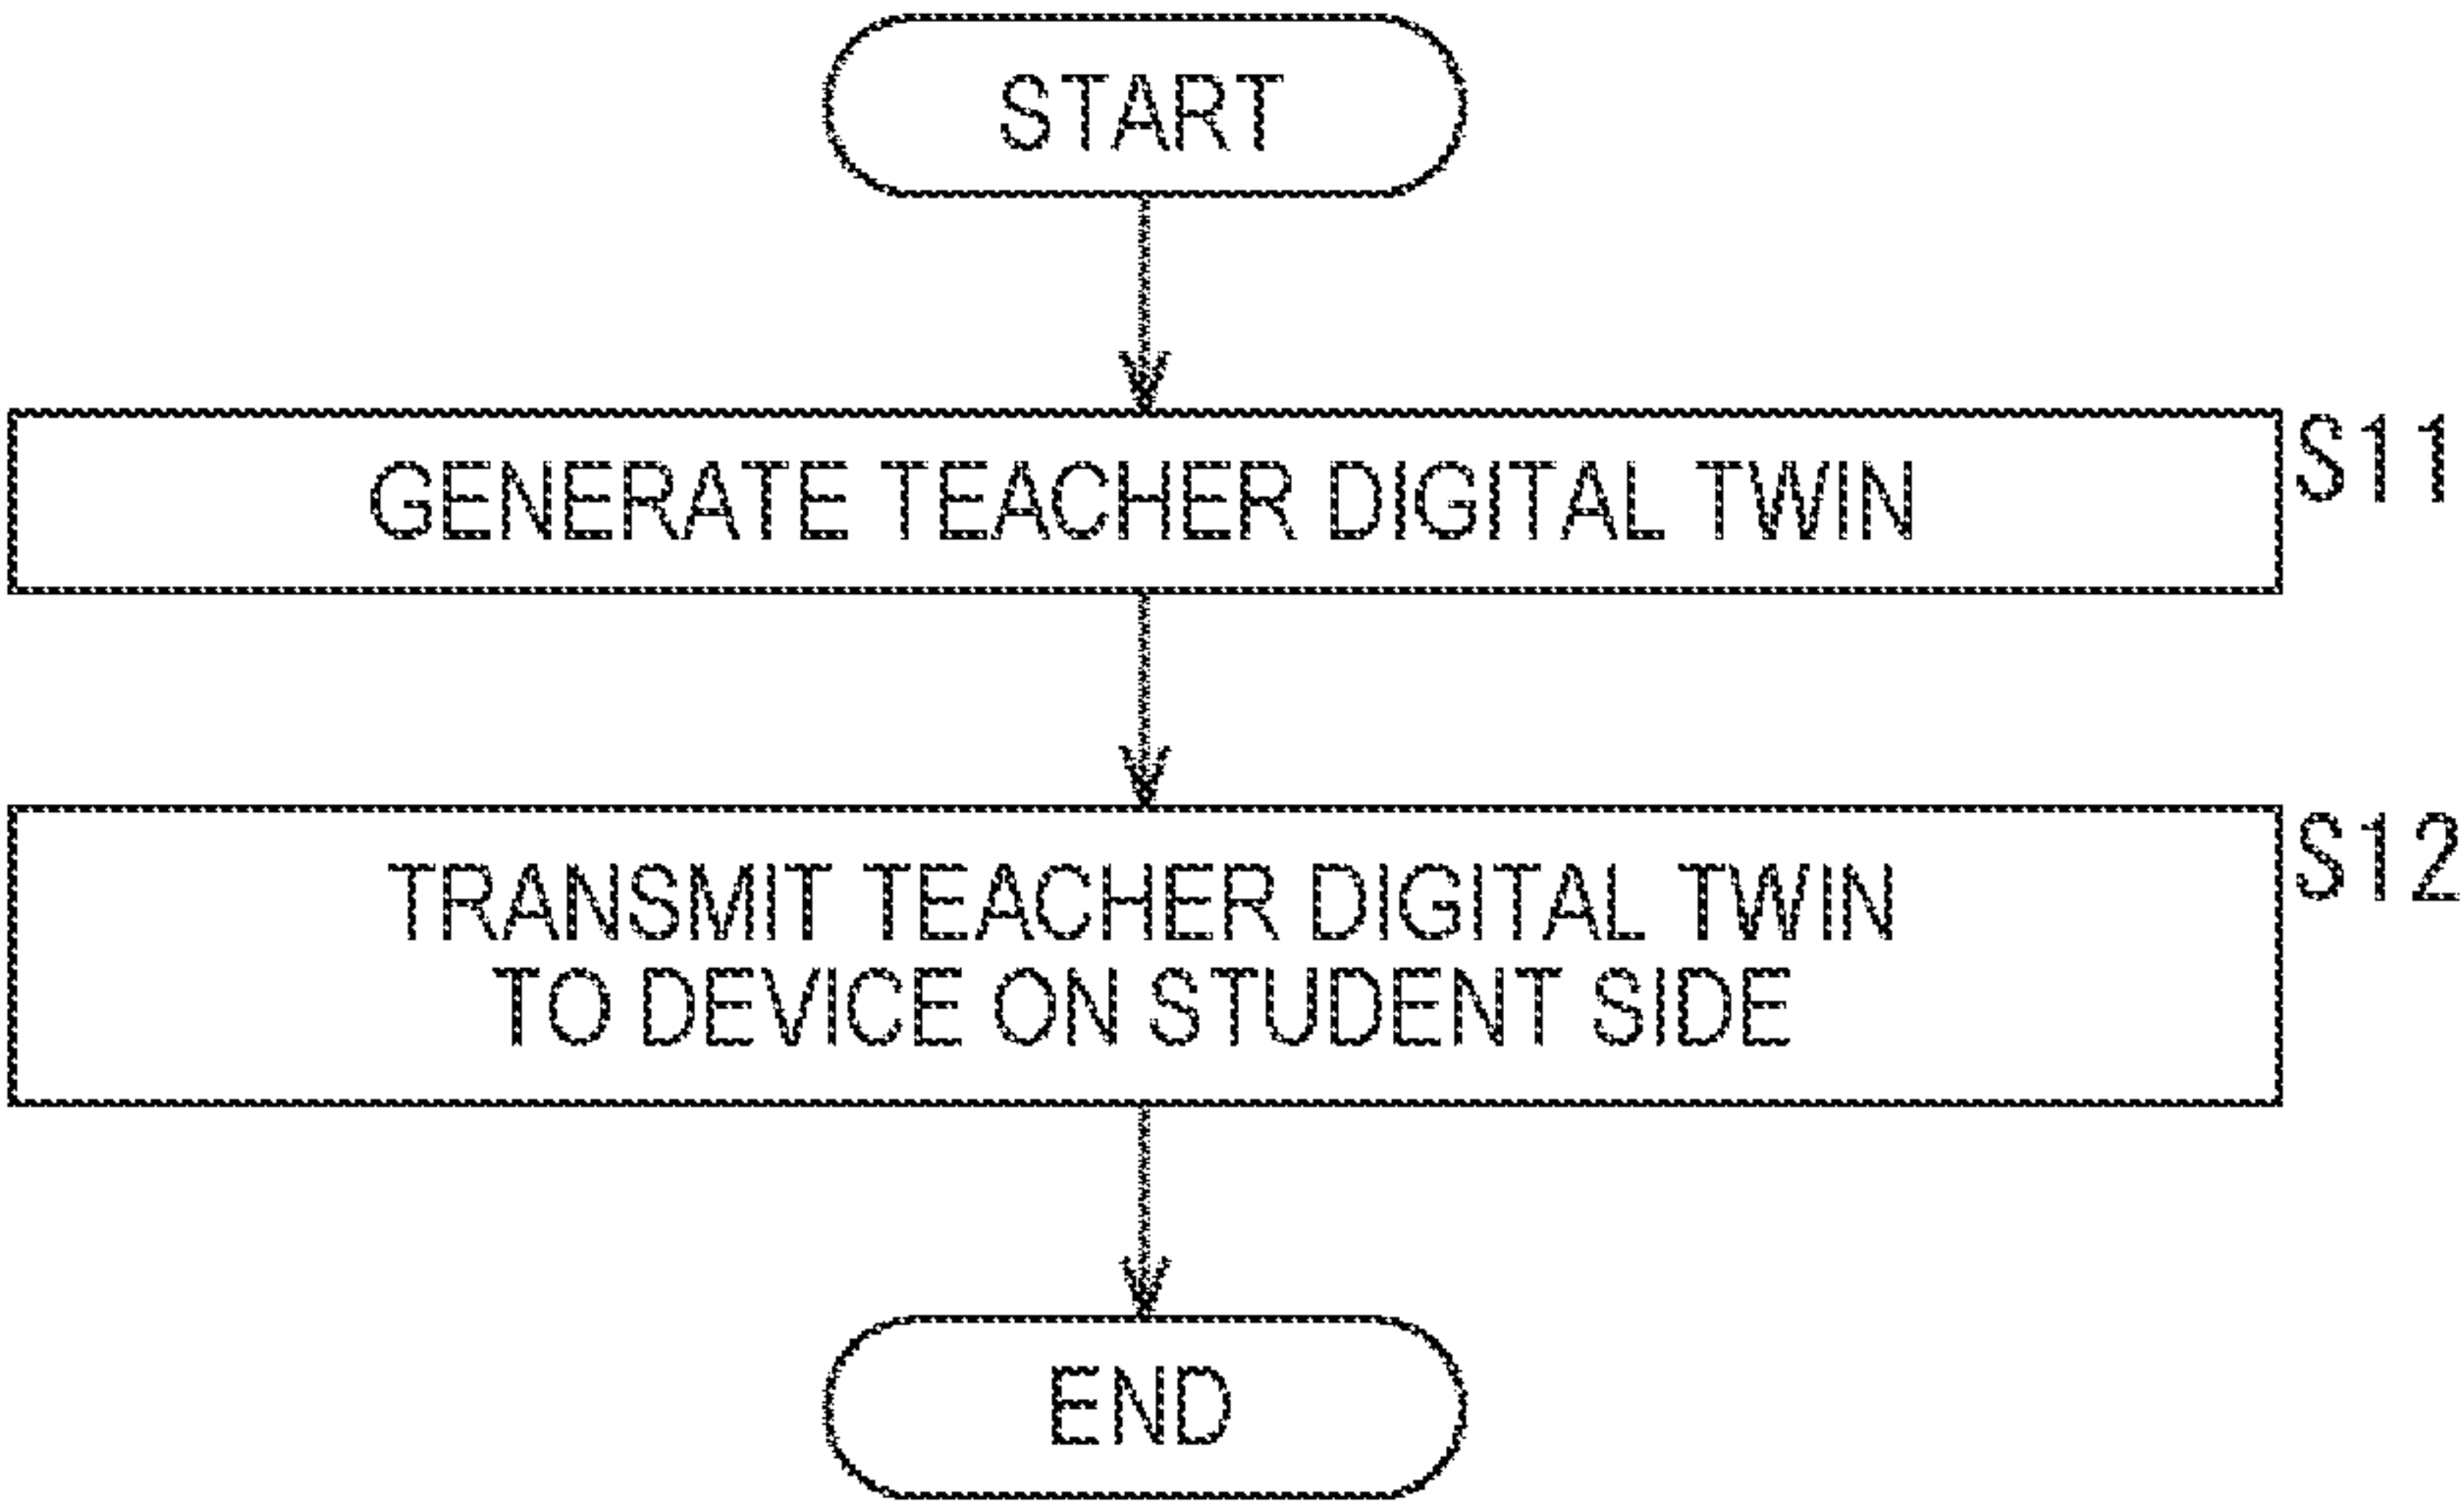 START
GENERATE TEACHER DIGITAL TWIN
S11
TRANSMIT TEACHER DIGITAL TWIN
TO DEVICE ON STUDENT SIDE
S12
END